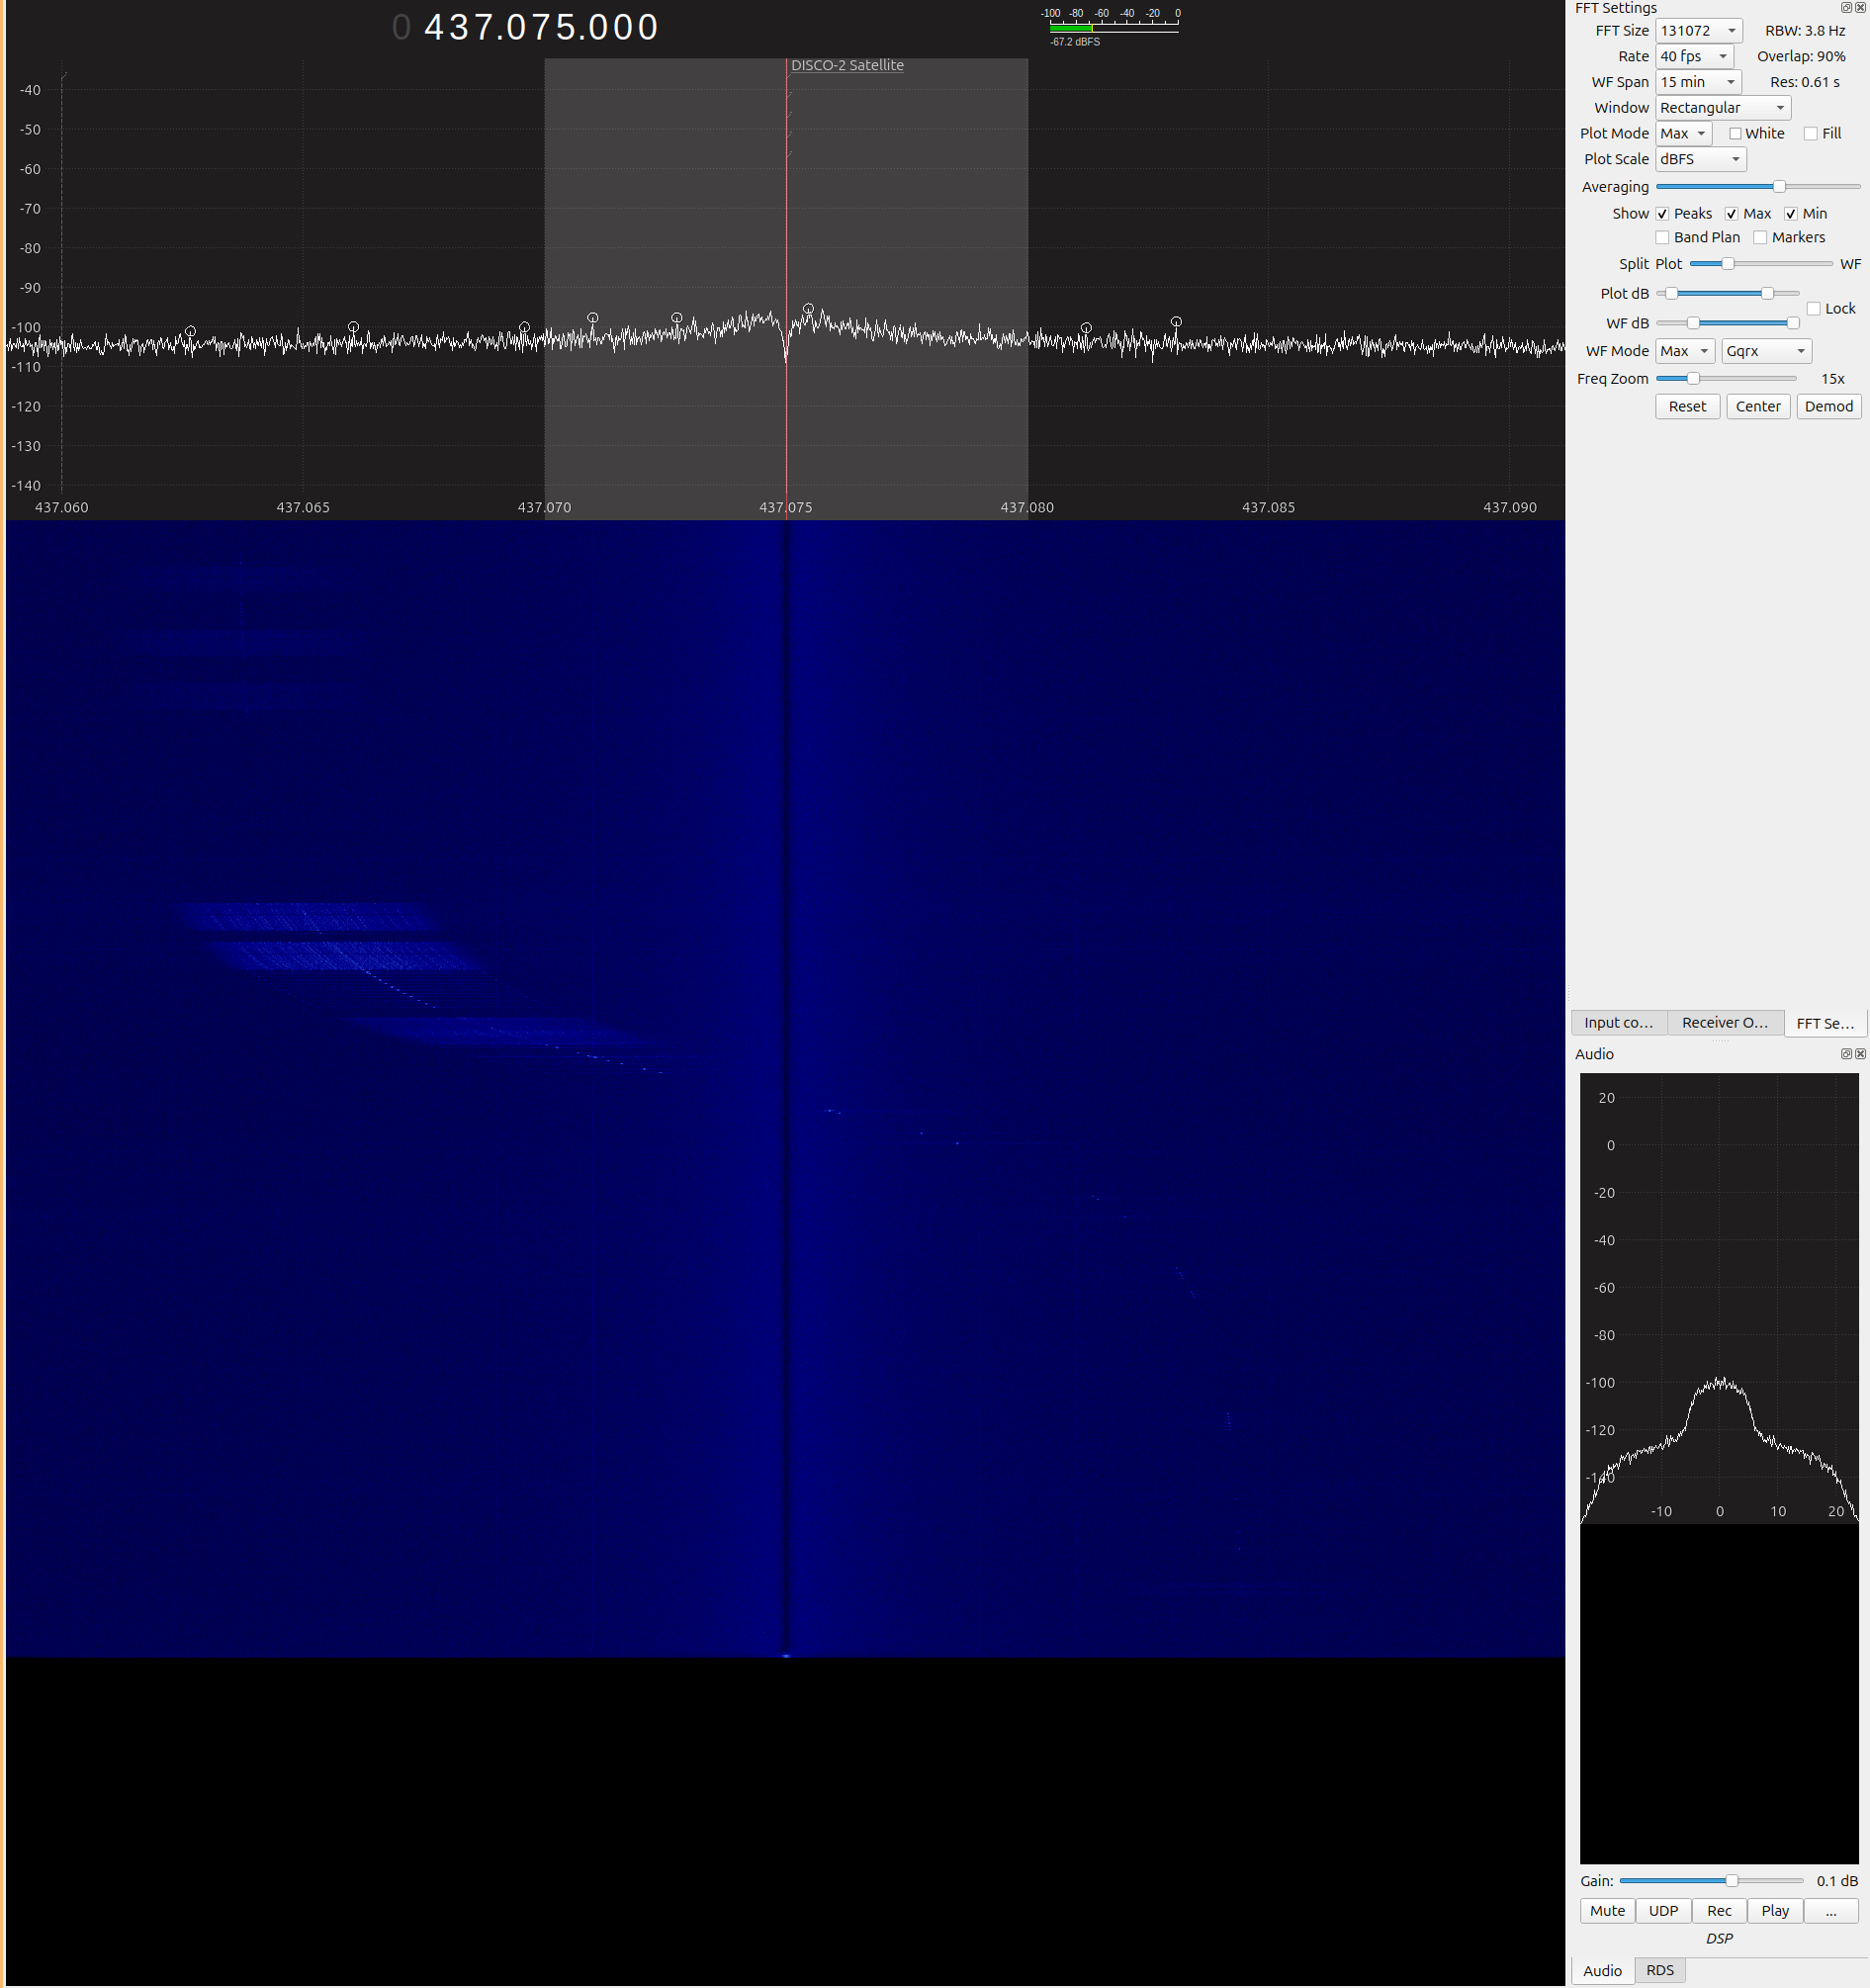 0 437.075.000
-100 -80 -60 -40 -20 0
-67.2 dBFS
DISCO-2 Satellite
-40
-50
-60
-70
-80
-90
-100
-110
-120
-130
-140
437.060 437.065 437.070 437.075 437.080 437.085 437.090
FFT Settings
FFT Size 131072 RBW: 3.8 Hz
Rate 40 fps Overlap: 90%
WF Span 15 min Res: 0.61 s
Window Rectangular
Plot Mode Max White Fill
Plot Scale dBFS
Averaging
Show Peaks Max Min
Band Plan Markers
Split Plot WF
Plot dB
Lock
WF dB
WF Mode Max Gqrx
Freq Zoom 15x
Reset Center Demod
Input co... Receiver O... FFT Se...
Audio
20
0
-20
-40
-60
-80
-100
-120
-140
-10 0 10 20
Gain: 0.1 dB
Mute UDP Rec Play ...
DSP
Audio RDS